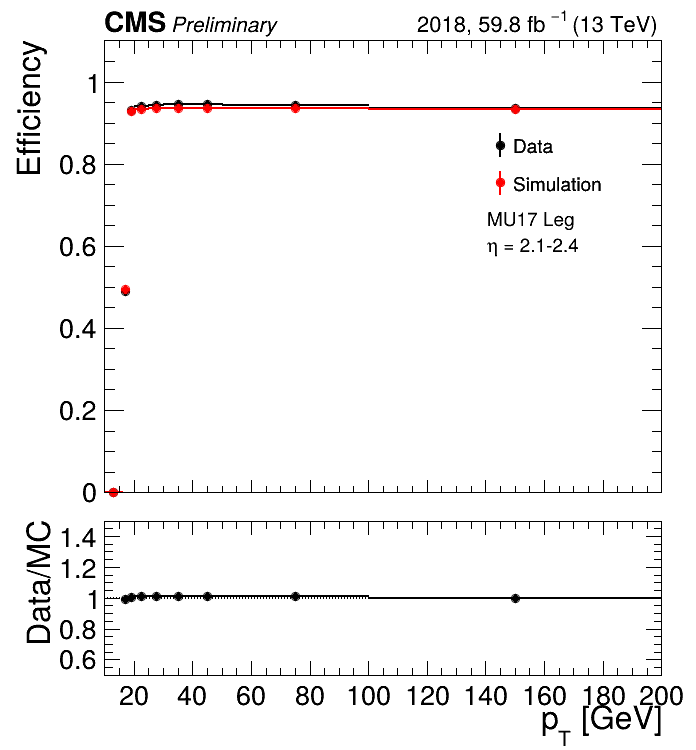 CMS Preliminary 2018, 59.8 fb⁻¹ (13 TeV)
Efficiency
1
0.8
0.6
0.4
0.2
0
Data
Simulation
MU17 Leg
η = 2.1-2.4
Data/MC
1.4
1.2
1
0.8
0.6
20 40 60 80 100 120 140 160 180 200
p_T [GeV]